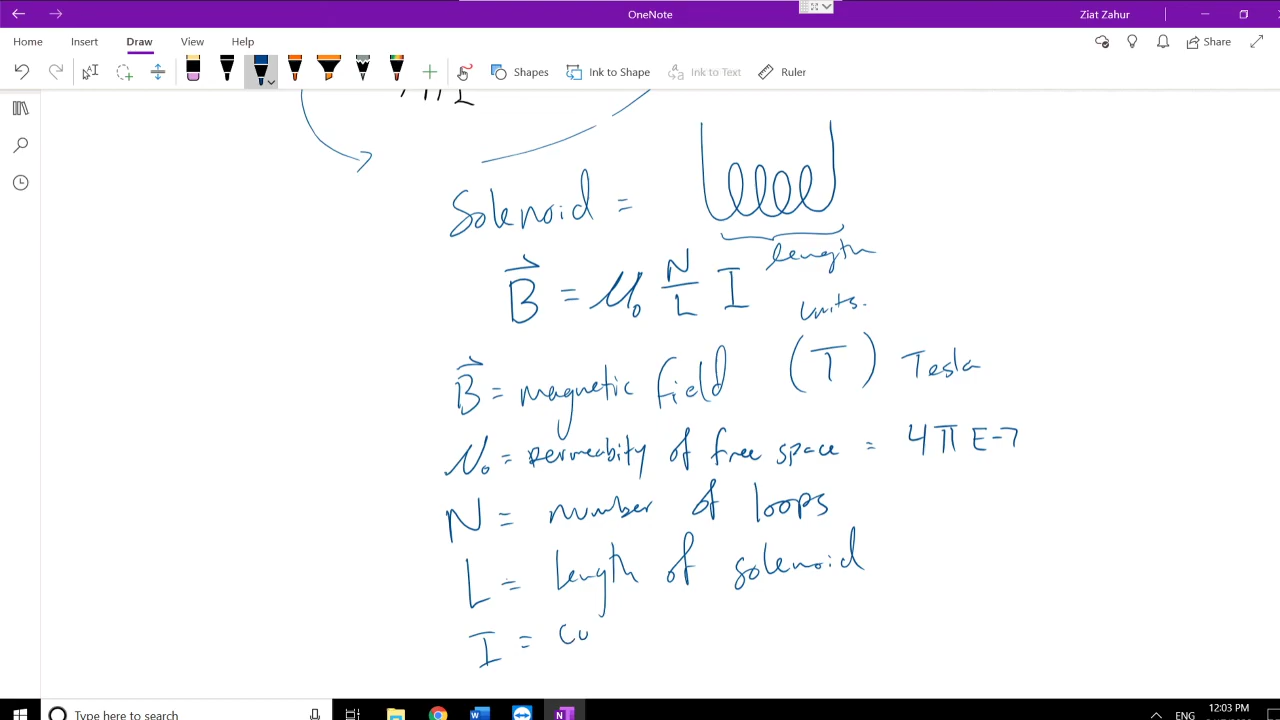 OneNote
Ziat Zahur
Home Insert Draw View Help
Share
Shapes Ink to Shape Ink to Text Ruler
Solenoid =
length
B = μ₀ N/L I
units.
B = magnetic field (T) Tesla
μ₀ = permeabity of free space = 4π E-7
N = number of loops
L = length of solenoid
I = cu
Type here to search
ENG
12:03 PM